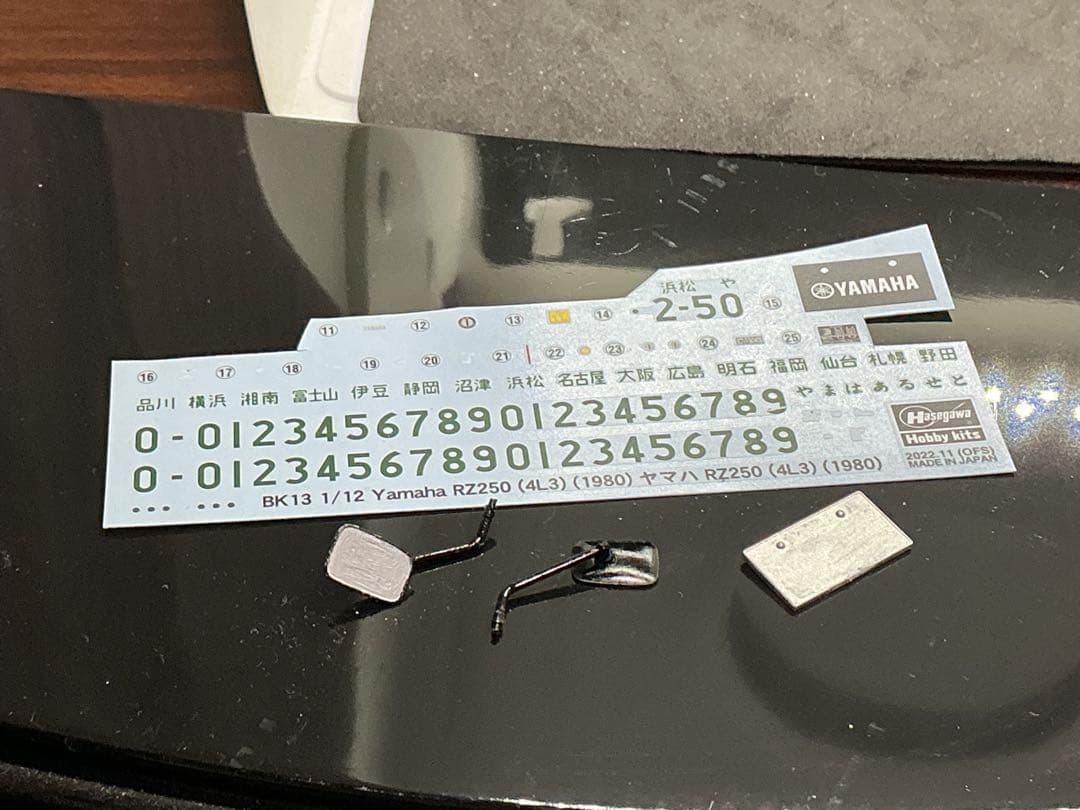 浜松 や
・2-50
YAMAHA
⑪ YAMAHA ⑫ ⑬ ⑭ ⑮
⑯ ⑰ ⑱ ⑲ ⑳ ㉑ ㉒ ㉓ ㉔ ㉕
品川 横浜 湘南 富士山 伊豆 静岡 沼津 浜松 名古屋 大阪 広島 明石 福岡 仙台 札幌 野田
0-01234567890123456789 やまはあるせと
0-01234567890123456789
Hasegawa
Hobby kits
2022.11 (OFS)
MADE IN JAPAN
••• ••• BK13 1/12 Yamaha RZ250 (4L3) (1980) ヤマハ RZ250 (4L3) (1980)